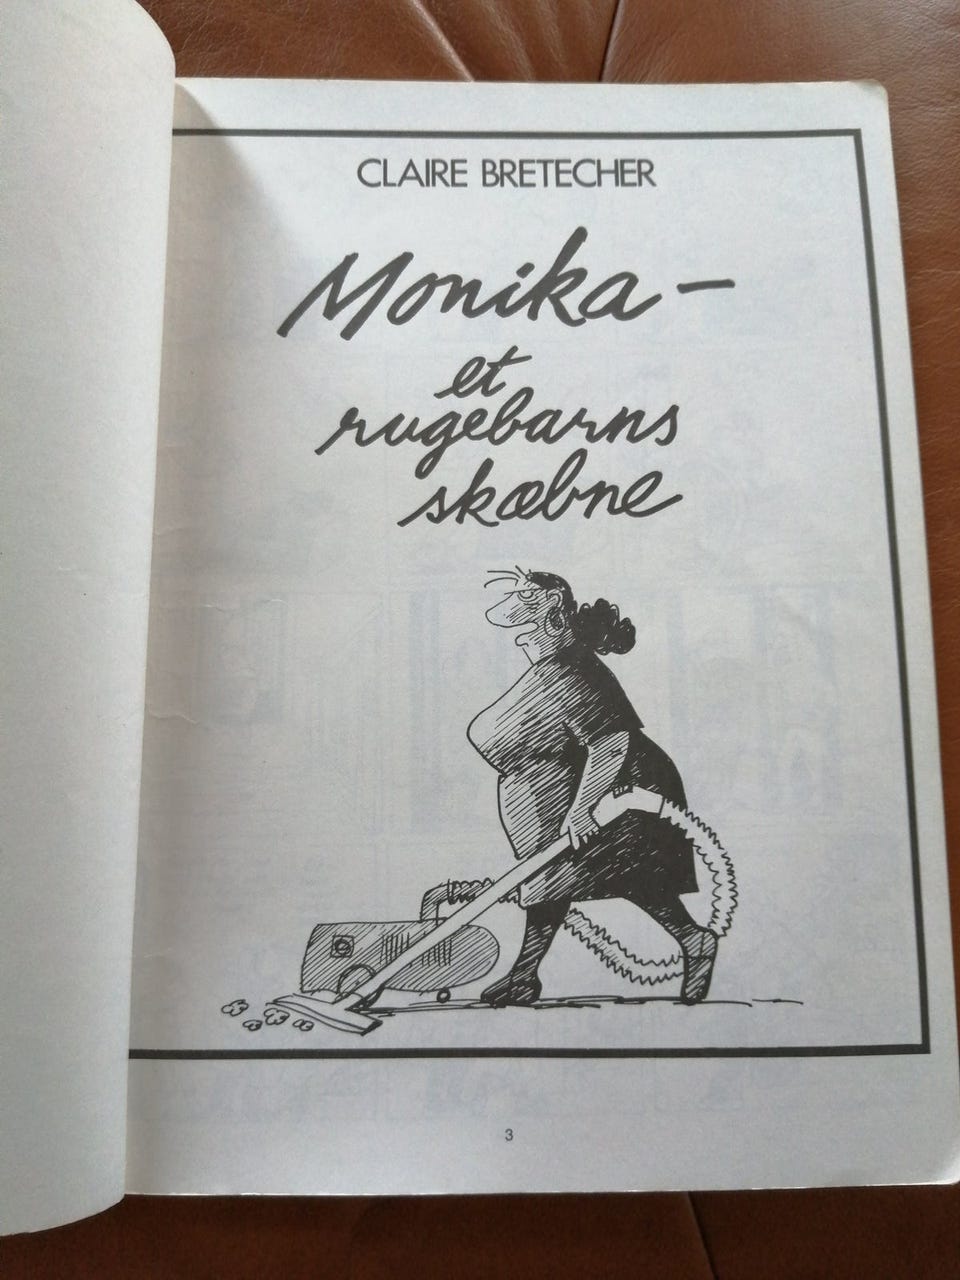 CLAIRE BRETECHER
Monika -
et
rugebarns
skæbne
3